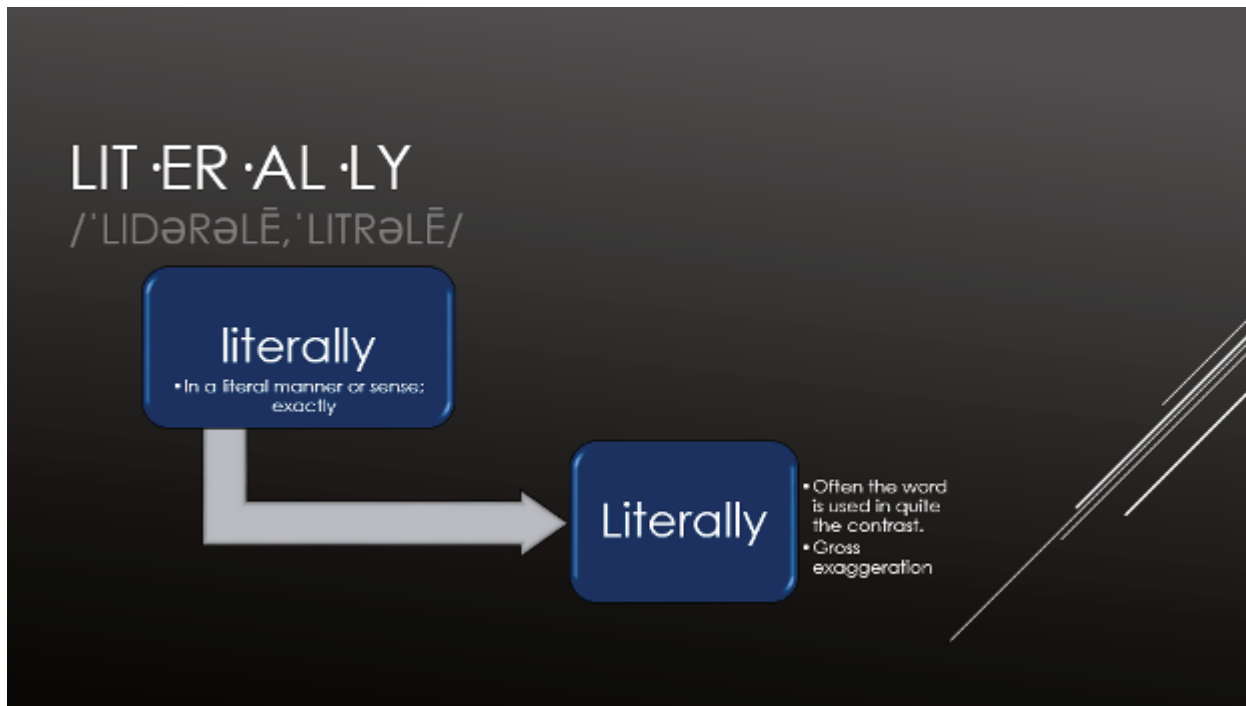 LIT ·ER ·AL ·LY
/ˈLIDƏRƏLĒ,ˈLITRƏLĒ/
literally
•In a literal manner or sense;
exactly
Literally
•Often the word
is used in quite
the contrast.
•Gross
exaggeration